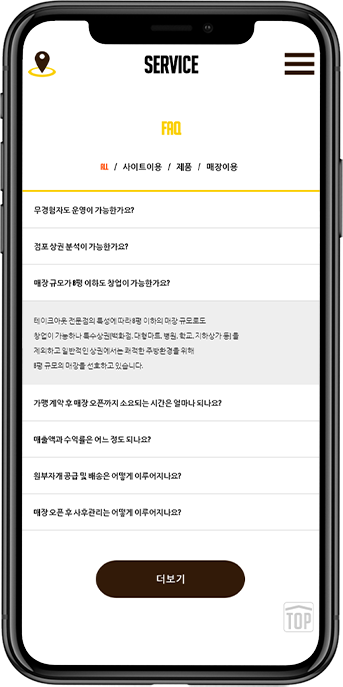 SERVICE
FAQ
ALL / 사이트이용 / 제품 / 매장이용
무경험자도 운영이 가능한가요?
점포 상권 분석이 가능한가요?
매장 규모가 8평 이하도 창업이 가능한가요?
테이크아웃 전문점의 특성에 따라 8평 이하의 매장 규모로도
창업이 가능하나 특수상권(백화점, 대형마트, 병원, 학교, 지하상가 등)을
제외하고 일반적인 상권에서는 쾌적한 주방환경을 위해
8평 규모의 매장을 선호하고 있습니다.
가맹 계약 후 매장 오픈까지 소요되는 시간은 얼마나 되나요?
매출액과 수익률은 어느 정도 되나요?
원부자재 공급 및 배송은 어떻게 이루어지나요?
매장 오픈 후 사후관리는 어떻게 이루어지나요?
더보기
TOP